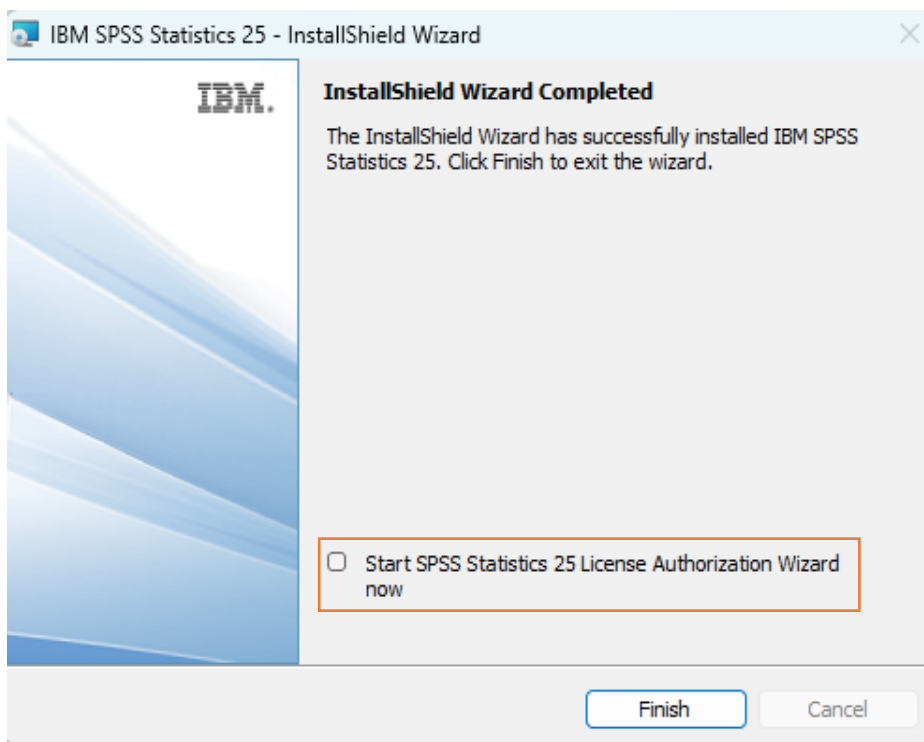 IBM SPSS Statistics 25 - InstallShield Wizard
IBM.
InstallShield Wizard Completed
The InstallShield Wizard has successfully installed IBM SPSS
Statistics 25. Click Finish to exit the wizard.
Start SPSS Statistics 25 License Authorization Wizard
now
Finish
Cancel